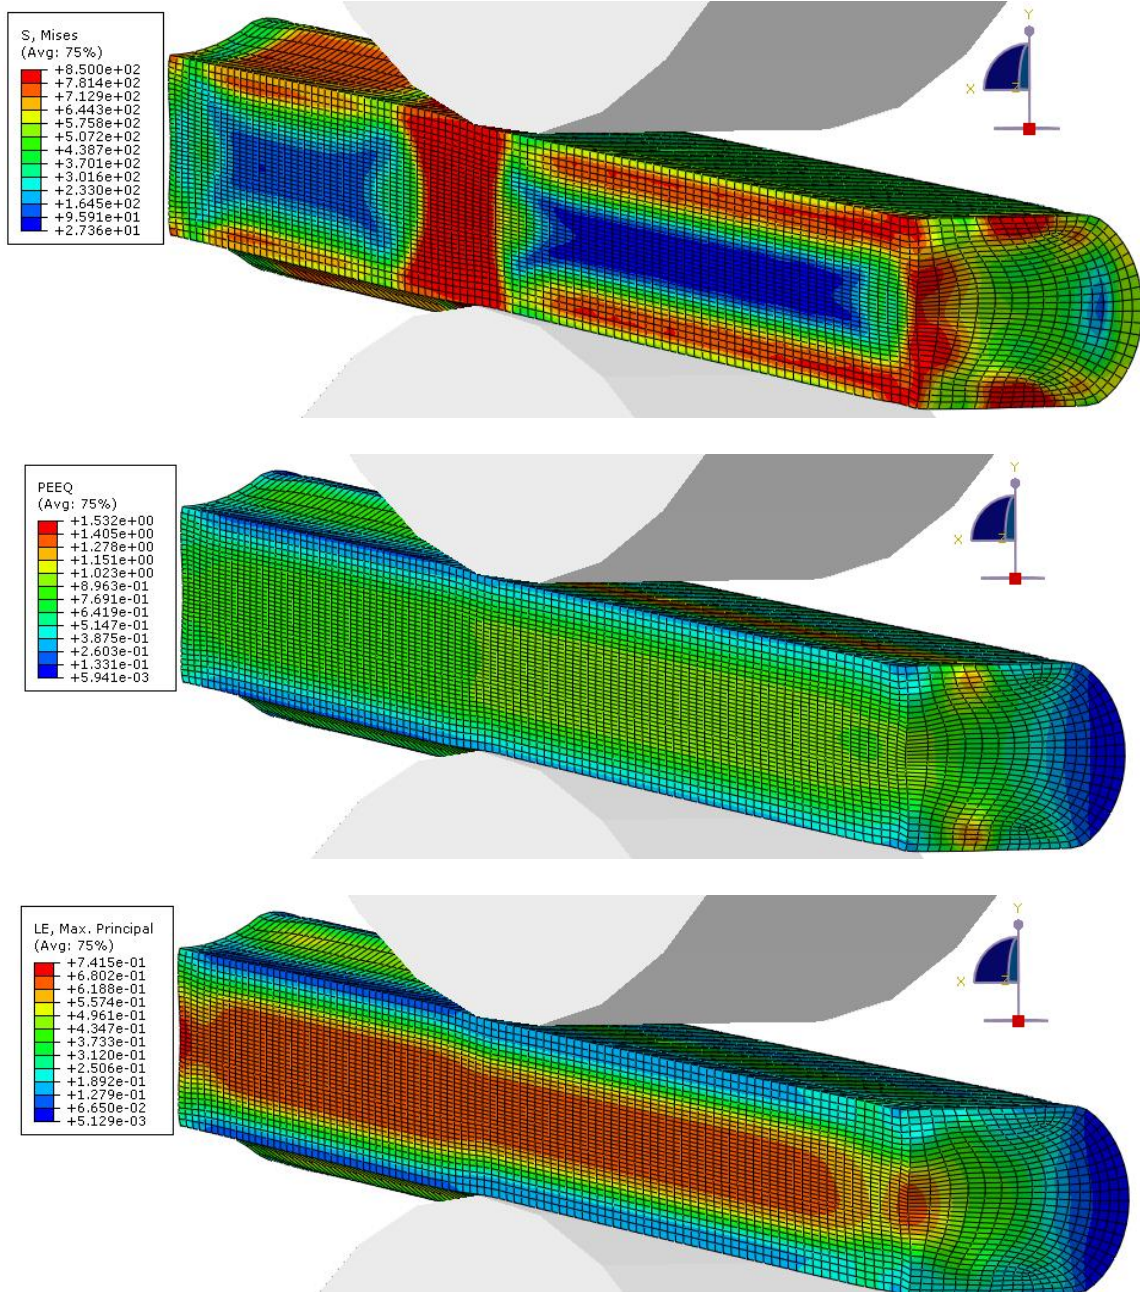 S, Mises
(Avg: 75%)
+8.500e+02
+7.814e+02
+7.129e+02
+6.443e+02
+5.758e+02
+5.072e+02
+4.387e+02
+3.701e+02
+3.016e+02
+2.330e+02
+1.645e+02
+9.591e+01
+2.736e+01
Y
X
Z
PEEQ
(Avg: 75%)
+1.532e+00
+1.405e+00
+1.278e+00
+1.151e+00
+1.023e+00
+8.963e-01
+7.691e-01
+6.419e-01
+5.147e-01
+3.875e-01
+2.603e-01
+1.331e-01
+5.941e-03
Y
X
Z
LE, Max. Principal
(Avg: 75%)
+7.415e-01
+6.802e-01
+6.188e-01
+5.574e-01
+4.961e-01
+4.347e-01
+3.733e-01
+3.120e-01
+2.506e-01
+1.892e-01
+1.279e-01
+6.650e-02
+5.129e-03
Y
X
Z